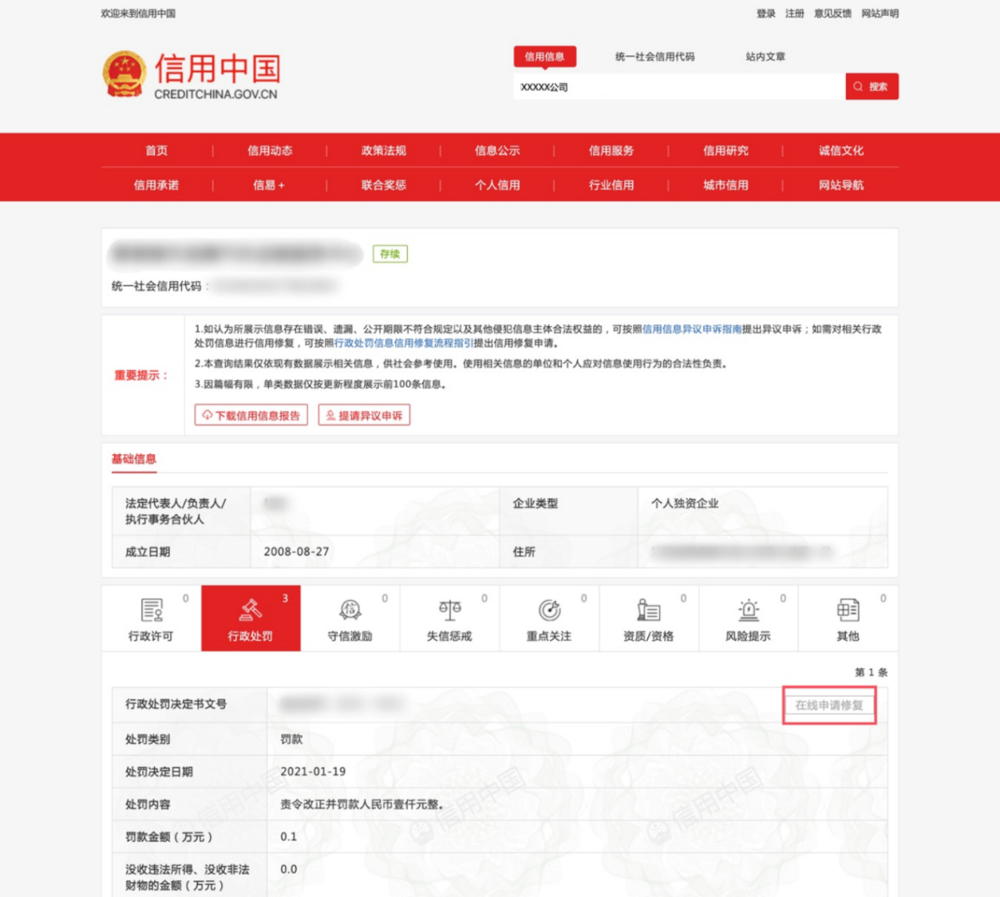 欢迎来到信用中国
登录 注册 意见反馈 网站声明
信用中国
CREDITCHINA.GOV.CN
信用信息 统一社会信用代码 站内文章
XXXXX公司
搜索
首页 信用动态 政策法规 信息公示 信用服务 信用研究 诚信文化
信用承诺 信易+ 联合奖惩 个人信用 行业信用 城市信用 网站导航
存续
统一社会信用代码：
重要提示：
1.如认为所展示信息存在错误、遗漏、公开期限不符合规定以及其他侵犯信息主体合法权益的，可按照信用信息异议申诉指南提出异议申诉；如需对相关行政
处罚信息进行信用修复，可按照行政处罚信息信用修复流程指引提出信用修复申请。
2.本查询结果仅依现有数据展示相关信息，供社会参考使用。使用相关信息的单位和个人应对信息使用行为的合法性负责。
3.因篇幅有限，单类数据仅按更新程度展示前100条信息。
下载信用信息报告 提请异议申诉
基础信息
法定代表人/负责人/
执行事务合伙人
企业类型 个人独资企业
成立日期 2008-08-27 住所
0 3 0 0 0 0 0 0
行政许可 行政处罚 守信激励 失信惩戒 重点关注 资质/资格 风险提示 其他
第 1 条
行政处罚决定书文号 在线申请修复
处罚类别 罚款
处罚决定日期 2021-01-19
处罚内容 责令改正并罚款人民币壹仟元整。
罚款金额（万元） 0.1
没收违法所得、没收非法
财物的金额（万元）
0.0
信用中国
信用中国
信用中国